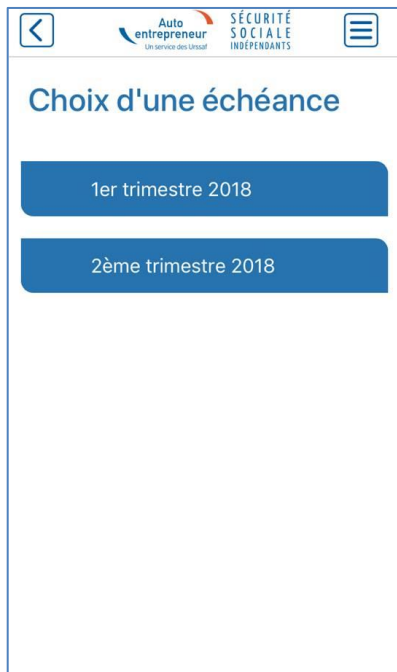 Auto
entrepreneur
Un service des Urssaf
SÉCURITÉ
SOCIALE
INDÉPENDANTS
Choix d'une échéance
1er trimestre 2018
2ème trimestre 2018